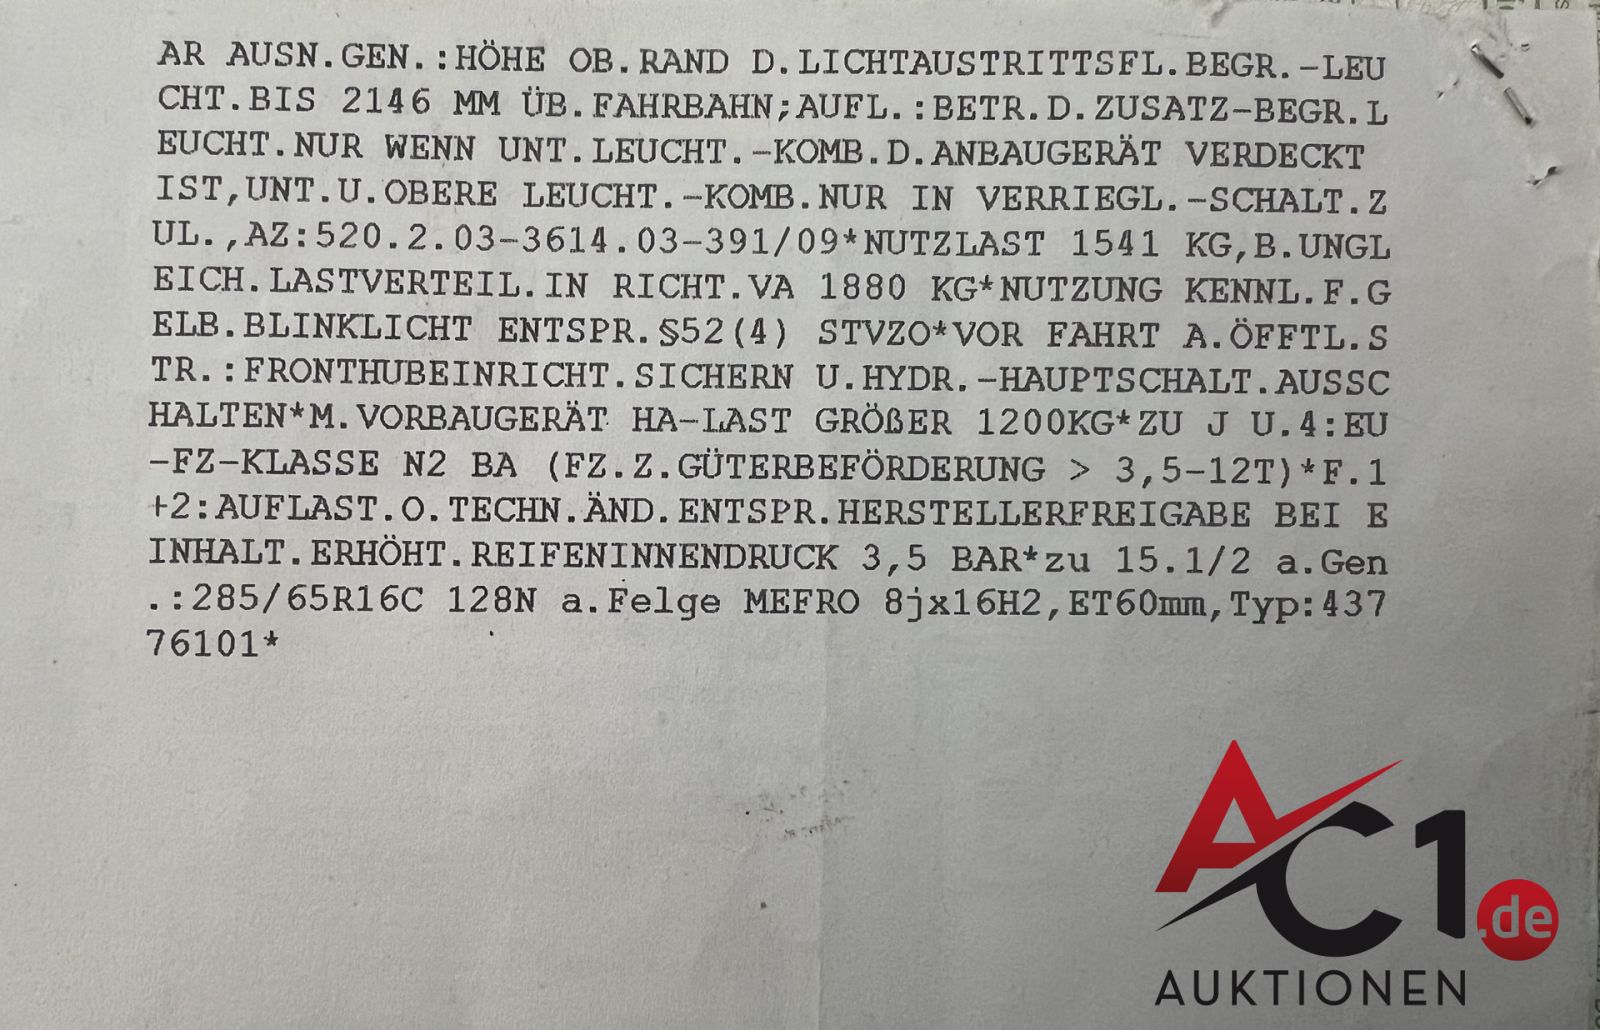 AR AUSN.GEN.:HÖHE OB.RAND D.LICHTAUSTRITTSFL.BEGR.-LEU
CHT.BIS 2146 MM ÜB.FAHRBAHN;AUFL.:BETR.D.ZUSATZ-BEGR.L
EUCHT.NUR WENN UNT.LEUCHT.-KOMB.D.ANBAUGERÄT VERDECKT
IST,UNT.U.OBERE LEUCHT.-KOMB.NUR IN VERRIEGL.-SCHALT.Z
UL.,AZ:520.2.03-3614.03-391/09*NUTZLAST 1541 KG,B.UNGL
EICH.LASTVERTEIL.IN RICHT.VA 1880 KG*NUTZUNG KENNL.F.G
ELB.BLINKLICHT ENTSPR.§52(4) STVZO*VOR FAHRT A.ÖFFTL.S
TR.:FRONTHUBEINRICHT.SICHERN U.HYDR.-HAUPTSCHALT.AUSSC
HALTEN*M.VORBAUGERÄT HA-LAST GRÖßER 1200KG*ZU J U.4:EU
-FZ-KLASSE N2 BA (FZ.Z.GÜTERBEFÖRDERUNG > 3,5-12T)*F.1
+2:AUFLAST.O.TECHN.ÄND.ENTSPR.HERSTELLERFREIGABE BEI E
INHALT.ERHÖHT.REIFENINNENDRUCK 3,5 BAR*zu 15.1/2 a.Gen
.:285/65R16C 128N a.Felge MEFRO 8jx16H2,ET60mm,Typ:437
76101*
AC1.de
AUKTIONEN